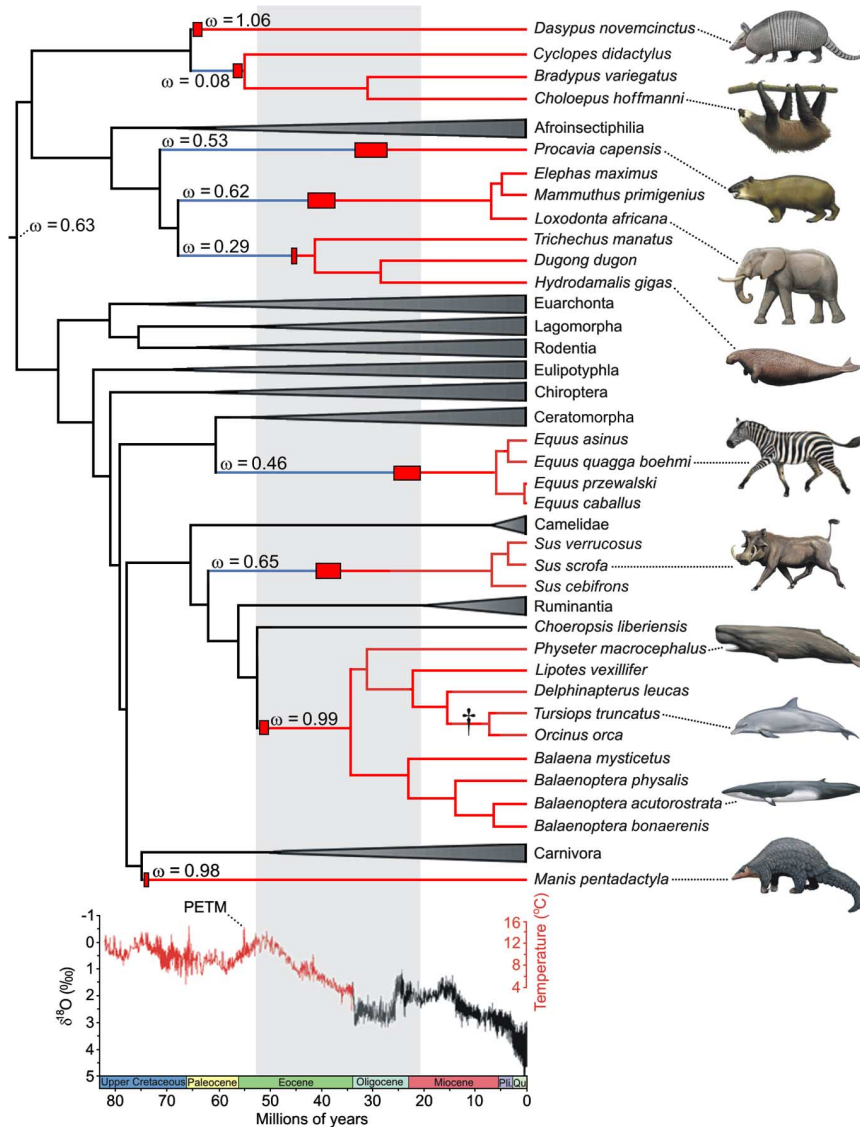 ω = 1.06
Dasypus novemcinctus
Cyclopes didactylus
ω = 0.08
Bradypus variegatus
Choloepus hoffmanni
Afroinsectiphilia
ω = 0.53
Procavia capensis
Elephas maximus
ω = 0.62
Mammuthus primigenius
Loxodonta africana
ω = 0.63
Trichechus manatus
ω = 0.29
Dugong dugon
Hydrodamalis gigas
Euarchonta
Lagomorpha
Rodentia
Eulipotyphla
Chiroptera
Ceratomorpha
Equus asinus
ω = 0.46
Equus quagga boehmi
Equus przewalski
Equus caballus
Camelidae
Sus verrucosus
ω = 0.65
Sus scrofa
Sus cebifrons
Ruminantia
Choeropsis liberiensis
Physeter macrocephalus
Lipotes vexillifer
Delphinapterus leucas
ω = 0.99
†
Tursiops truncatus
Orcinus orca
Balaena mysticetus
Balaenoptera physalis
Balaenoptera acutorostrata
Balaenoptera bonaerenis
Carnivora
ω = 0.98
Manis pentadactyla
PETM
δ18O (‰)
-1
0
1
2
3
4
5
16
12
8
4
Temperature (ºC)
Upper Cretaceous Paleocene Eocene Oligocene Miocene Pli. Qu
80 70 60 50 40 30 20 10 0
Millions of years